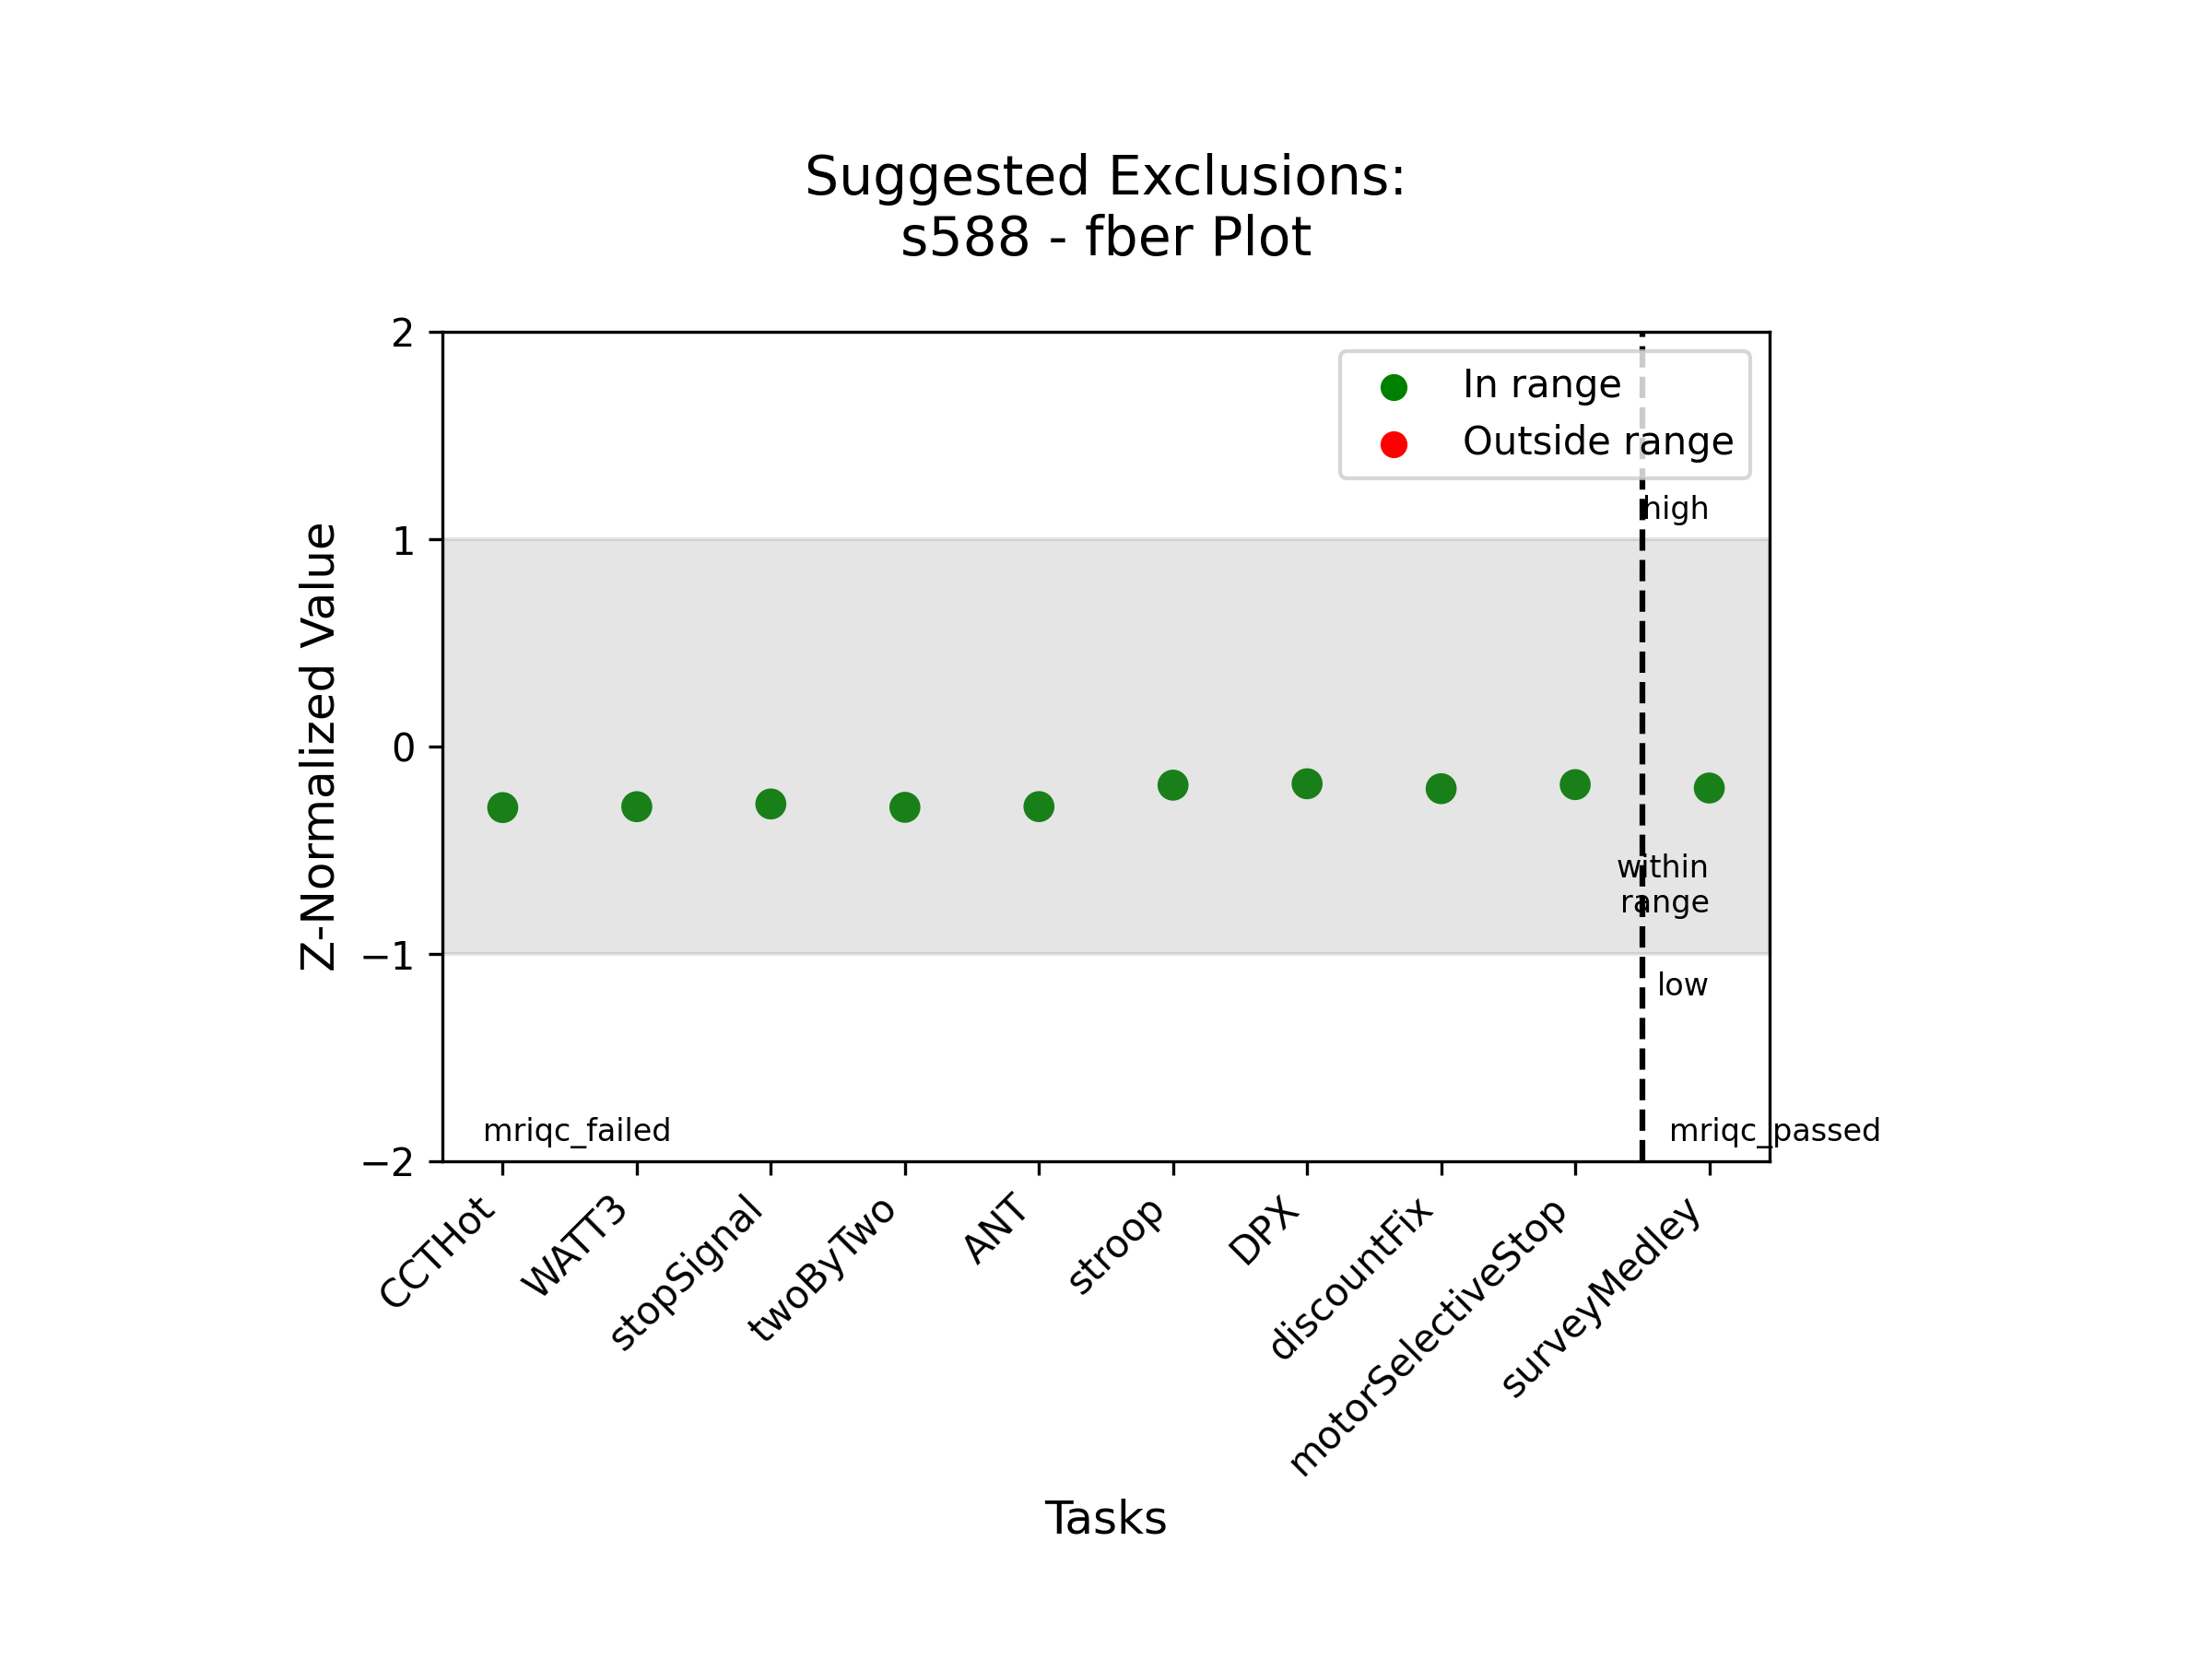 Suggested Exclusions:
s588 - fber Plot
Z-Normalized Value
2
1
0
−1
−2
In range
Outside range
high
within
range
low
mriqc_failed
mriqc_passed
CCTHot
WATT3
stopSignal
twoByTwo
ANT
stroop
DPX
discountFix
motorSelectiveStop
surveyMedley
Tasks